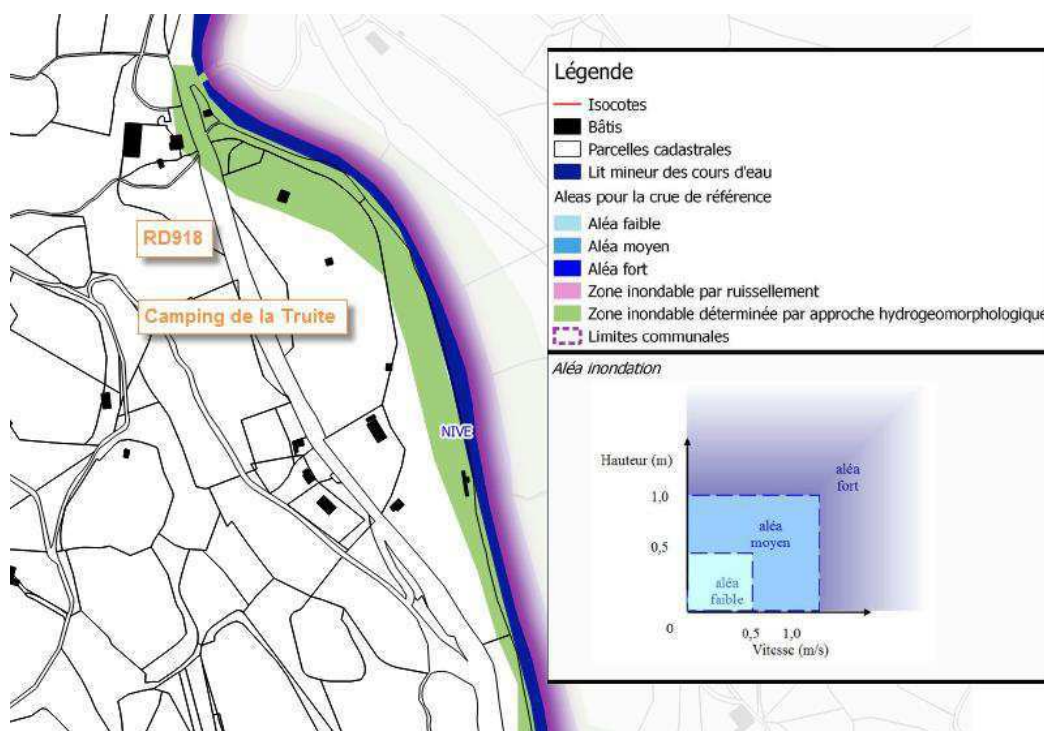 RD918
Camping de la Truite
NIVE
Légende
Isocotes
Bâtis
Parcelles cadastrales
Lit mineur des cours d'eau
Aleas pour la crue de référence
Aléa faible
Aléa moyen
Aléa fort
Zone inondable par ruissellement
Zone inondable déterminée par approche hydrogeomorphologique
Limites communales
Aléa inondation
Hauteur (m)
aléa
fort
1,0
aléa
moyen
0,5
aléa
faible
0
0,5
1,0
Vitesse (m/s)